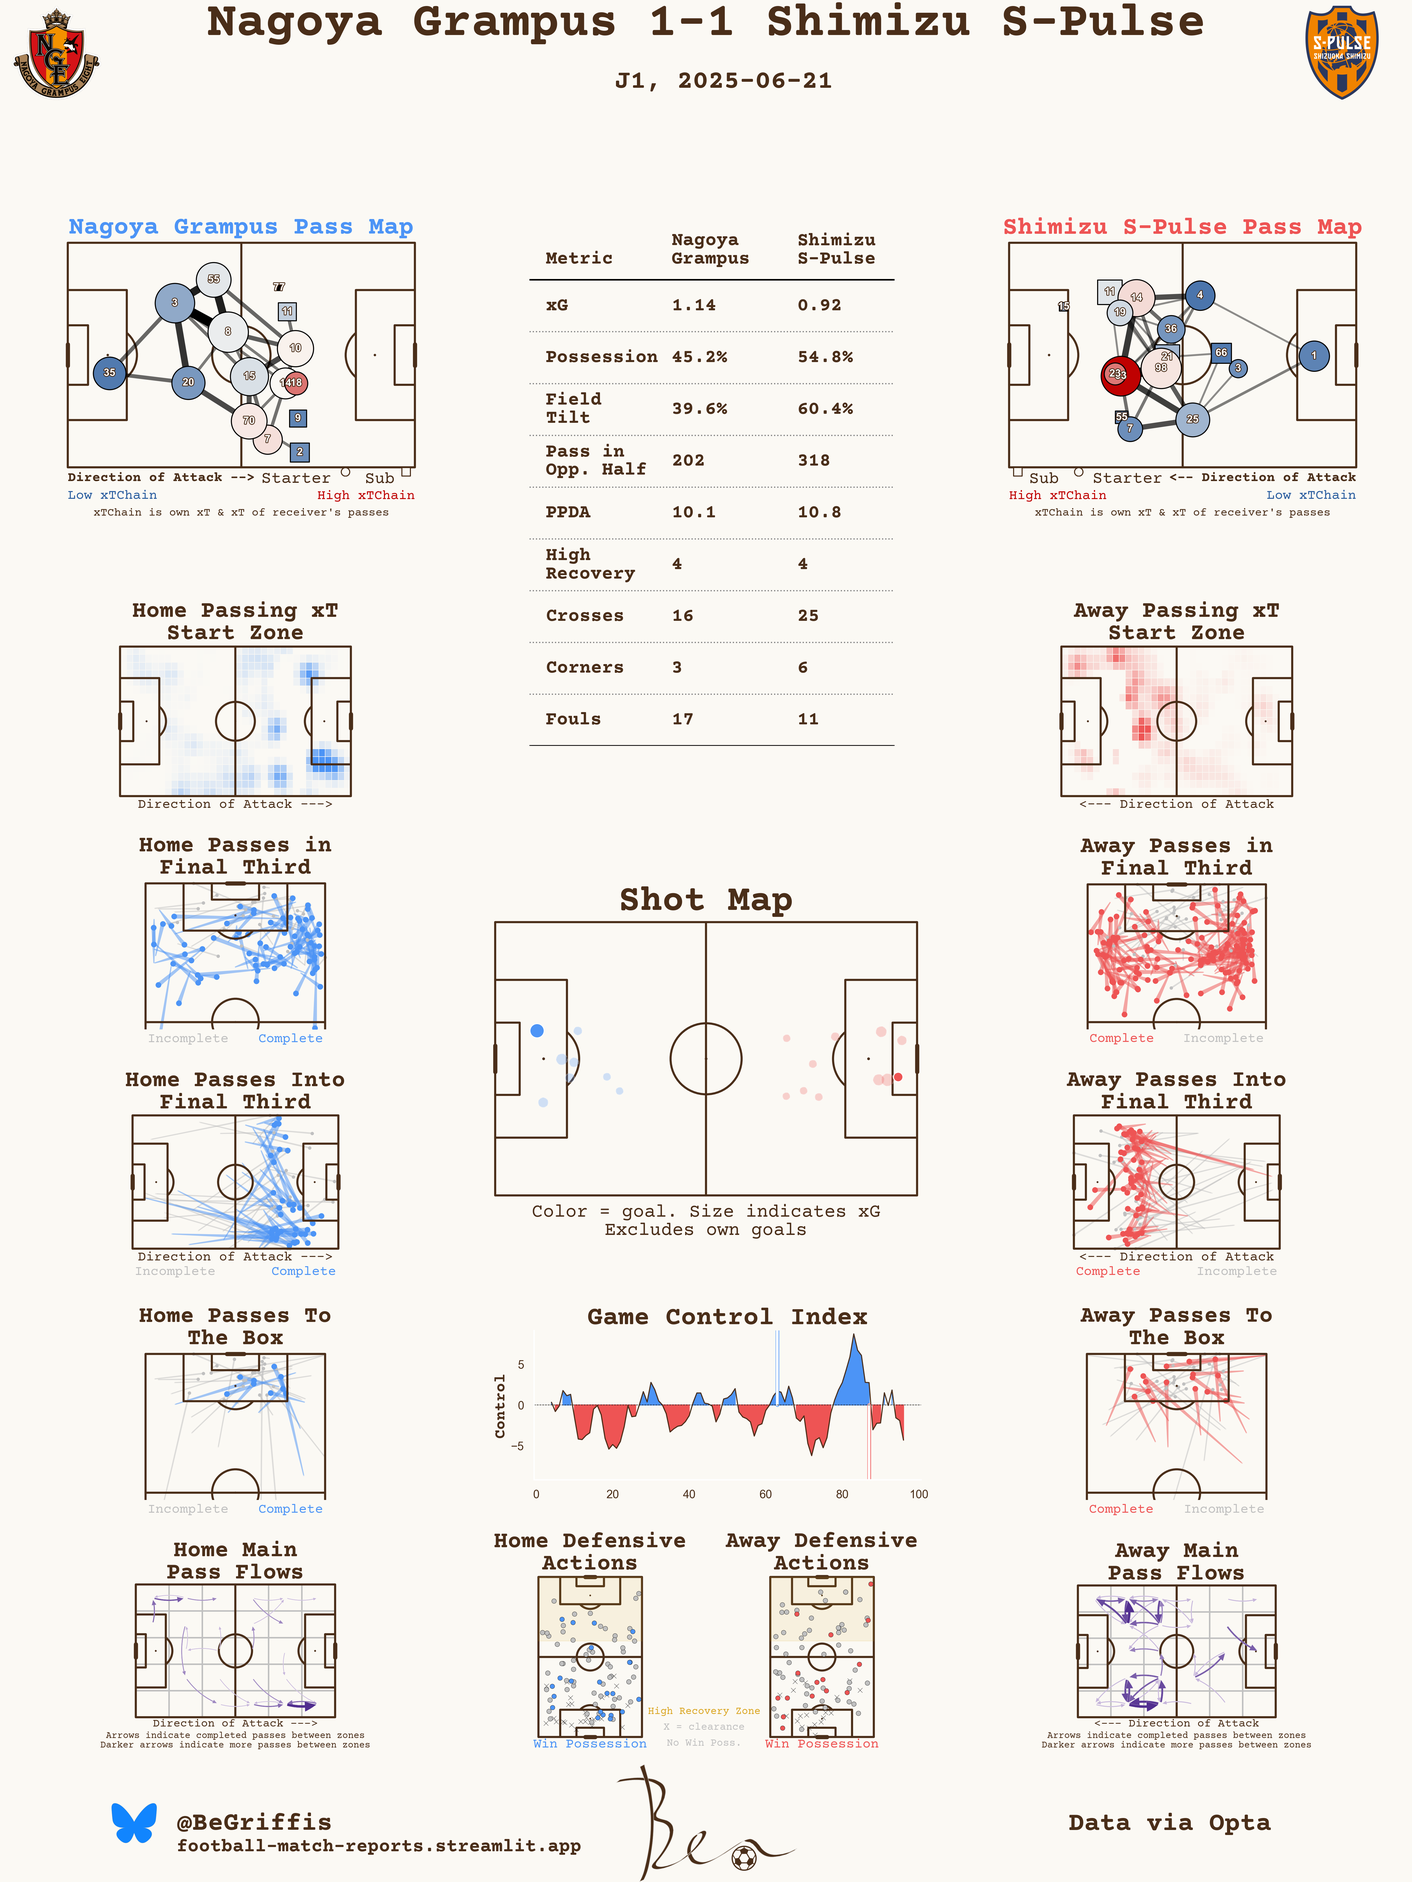 Nagoya Grampus 1-1 Shimizu S-Pulse
J1, 2025-06-21
NGE
NAGOYA GRAMPUS EIGHT
S-PULSE
SHIZUOKA SHIMIZU
Nagoya Grampus Pass Map
55
3
77
11
8
10
35
20
15
14
18
9
70
7
2
Direction of Attack --> Starter Sub
Low xTChain High xTChain
xTChain is own xT & xT of receiver's passes
Metric Nagoya Grampus Shimizu S-Pulse
xG 1.14 0.92
Possession 45.2% 54.8%
Field Tilt 39.6% 60.4%
Pass in Opp. Half 202 318
PPDA 10.1 10.8
High Recovery 4 4
Crosses 16 25
Corners 3 6
Fouls 17 11
Shimizu S-Pulse Pass Map
11
14
4
15
19
36
21
66
1
98
3
23
33
55
7
25
Sub Starter <-- Direction of Attack
High xTChain Low xTChain
xTChain is own xT & xT of receiver's passes
Home Passing xT
Start Zone
Direction of Attack --->
Away Passing xT
Start Zone
<--- Direction of Attack
Home Passes in
Final Third
Incomplete Complete
Away Passes in
Final Third
Complete Incomplete
Shot Map
Color = goal. Size indicates xG
Excludes own goals
Home Passes Into
Final Third
Direction of Attack --->
Incomplete Complete
Away Passes Into
Final Third
<--- Direction of Attack
Complete Incomplete
Home Passes To
The Box
Incomplete Complete
Game Control Index
Control
5
0
−5
0 20 40 60 80 100
Away Passes To
The Box
Complete Incomplete
Home Main
Pass Flows
Direction of Attack --->
Arrows indicate completed passes between zones
Darker arrows indicate more passes between zones
Home Defensive
Actions
Win Possession
Away Defensive
Actions
Win Possession
High Recovery Zone
X = clearance
No Win Poss.
Away Main
Pass Flows
<--- Direction of Attack
Arrows indicate completed passes between zones
Darker arrows indicate more passes between zones
@BeGriffis
football-match-reports.streamlit.app
Ben
Data via Opta